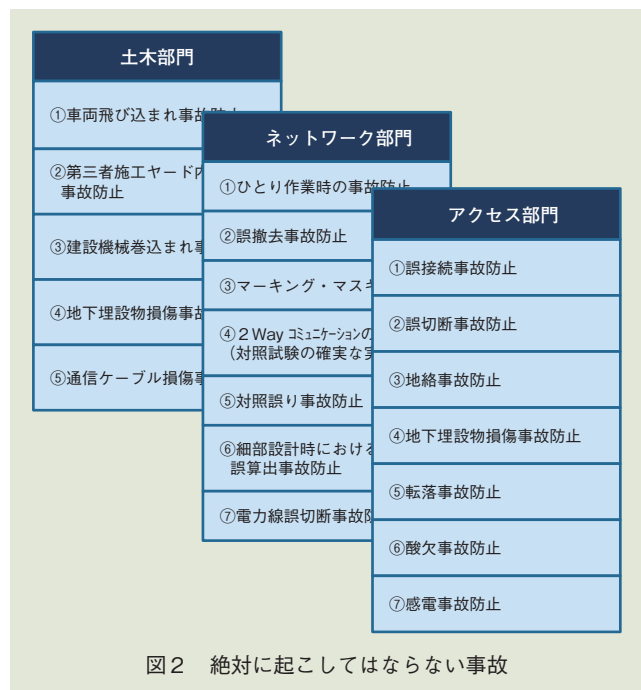 土木部門
①車両飛び込まれ事故防止
②第三者施工ヤード内
事故防止
③建設機械巻込まれ事
④地下埋設物損傷事故
⑤通信ケーブル損傷事
ネットワーク部門
①ひとり作業時の事故防止
②誤撤去事故防止
③マーキング・マスキ
④2Wayコミュニケーションの
(対照試験の確実な実
⑤対照誤り事故防止
⑥細部設計時における
誤算出事故防止
⑦電力線誤切断事故防
アクセス部門
①誤接続事故防止
②誤切断事故防止
③地絡事故防止
④地下埋設物損傷事故防止
⑤転落事故防止
⑥酸欠事故防止
⑦感電事故防止
図2 絶対に起こしてはならない事故